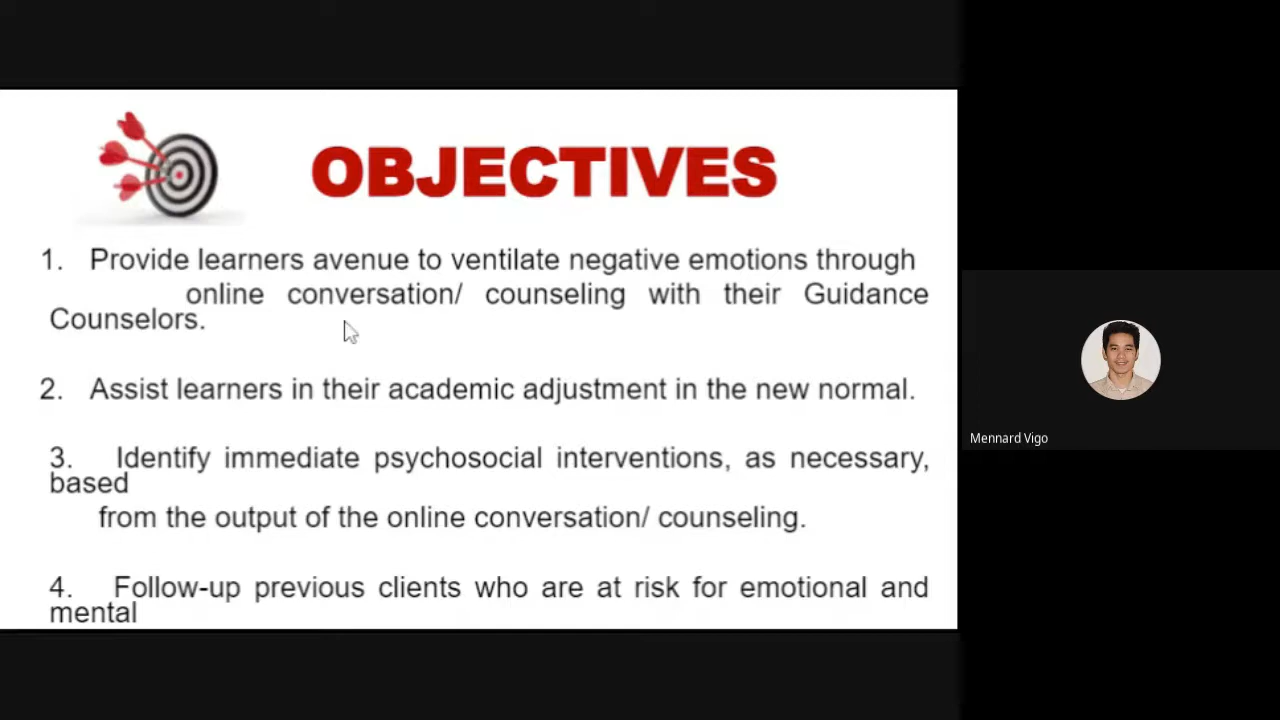 OBJECTIVES
1. Provide learners avenue to ventilate negative emotions through
online conversation/ counseling with their Guidance
Counselors.
2. Assist learners in their academic adjustment in the new normal.
3. Identify immediate psychosocial interventions, as necessary,
based
from the output of the online conversation/ counseling.
4. Follow-up previous clients who are at risk for emotional and
mental
Mennard Vigo